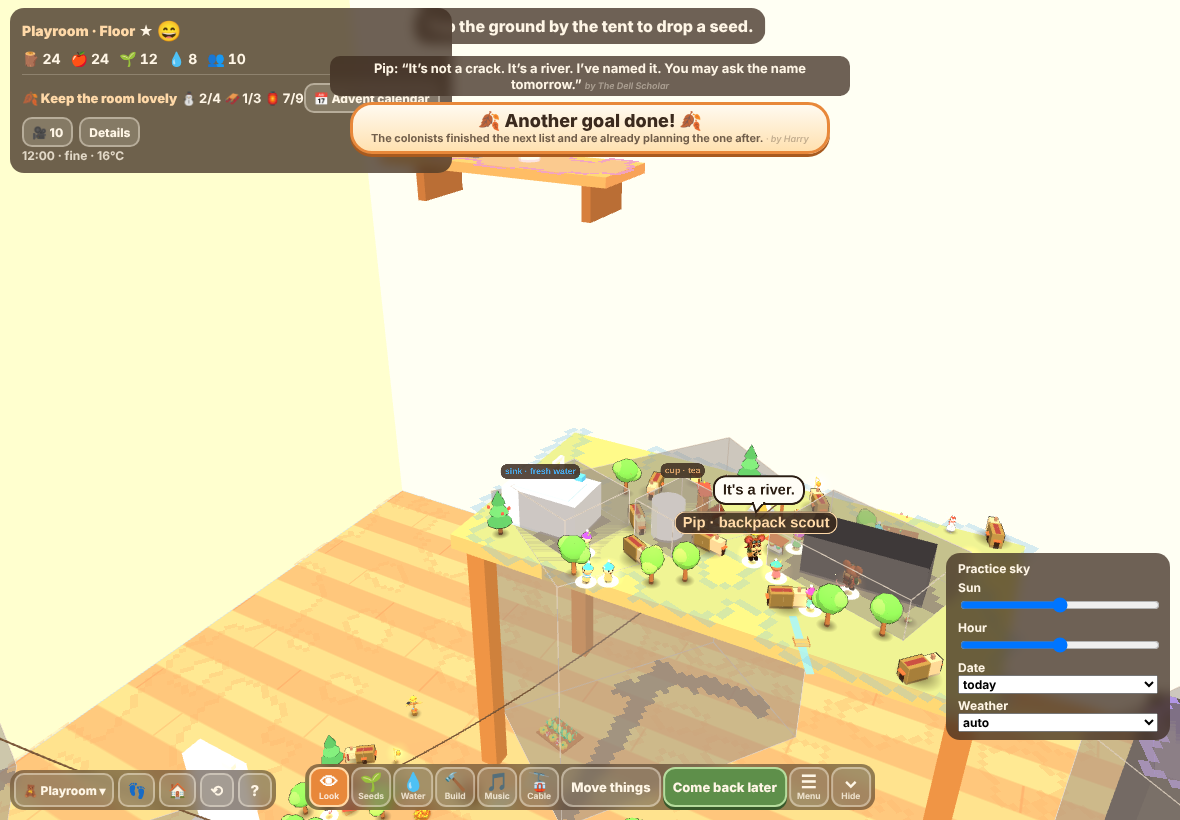 Playroom · Floor ★
24 24 12 8 10
Keep the room lovely 2/4 1/3 7/9
Advent calendar
10 Details
12:00 · fine · 16°C
the ground by the tent to drop a seed.
Pip: “It’s not a crack. It’s a river. I’ve named it. You may ask the name
tomorrow.” by The Deli Scholar
Another goal done!
The colonists finished the next list and are already planning the one after. · by Harry
sink · fresh water
cup · tea
It's a river.
Pip · backpack scout
Practice sky
Sun
Hour
Date
today
Weather
auto
Playroom ▾
?
Look
Seeds
Water
Build
Music
Cable
Move things
Come back later
Menu
Hide